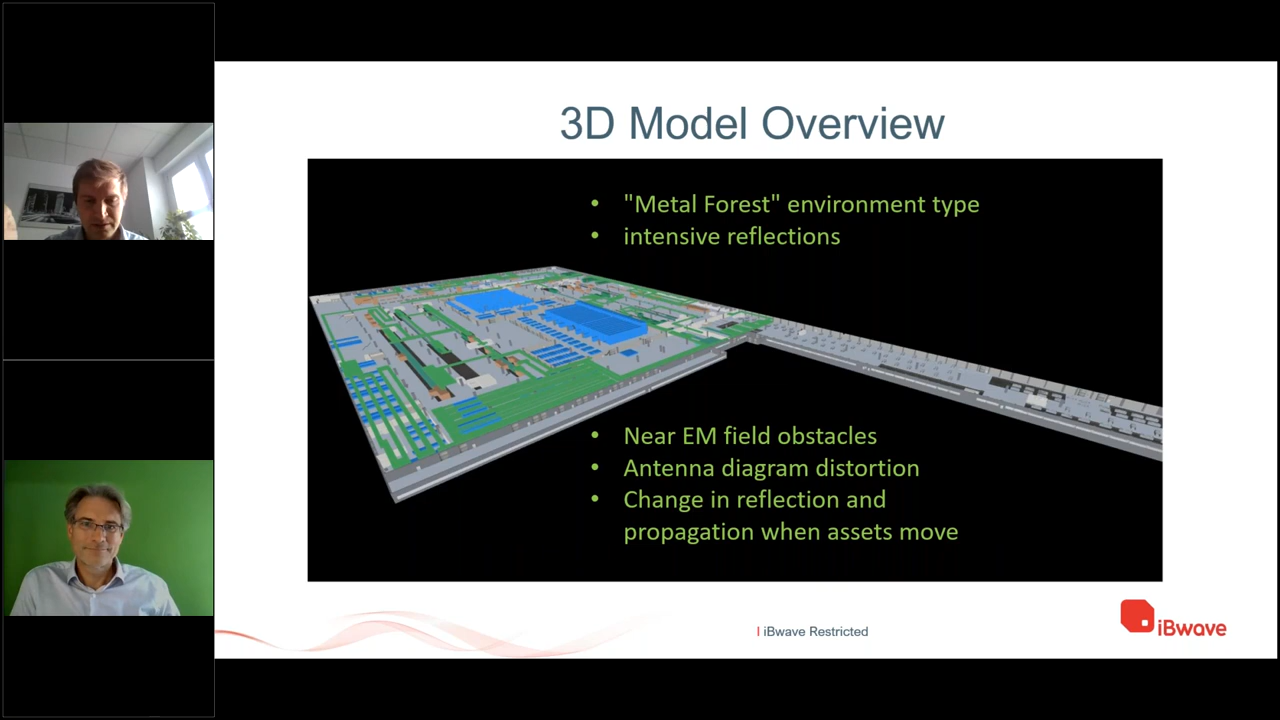 3D Model Overview
• "Metal Forest" environment type
• intensive reflections
• Near EM field obstacles
• Antenna diagram distortion
• Change in reflection and
propagation when assets move
| iBwave Restricted
iBwave